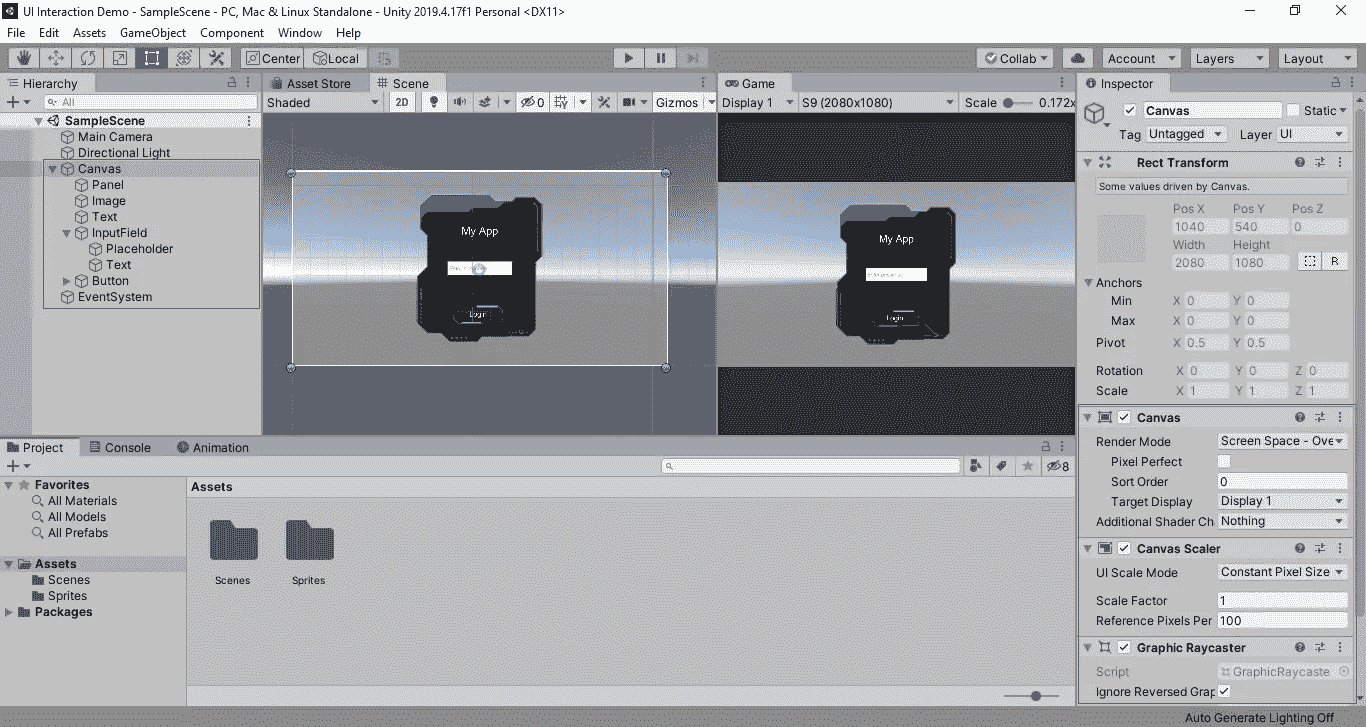 UI Interaction Demo - SampleScene - PC, Mac & Linux Standalone - Unity 2019.4.17f1 Personal <DX11>
File Edit Assets GameObject Component Window Help
Center Local Collab Account Layers Layout
Hierarchy
All
SampleScene
Main Camera
Directional Light
Canvas
Panel
Image
Text
InputField
Placeholder
Text
Button
EventSystem
Asset Store Scene
Shaded 2D 0 Gizmos
My App
Login
Game
Display 1 S9 (2080x1080) Scale 0.172x
My App
Login
Inspector
Canvas Static
Tag Untagged Layer UI
Rect Transform
Some values driven by Canvas.
Pos X Pos Y Pos Z
1040 540 0
Width Height
2080 1080 R
Anchors
Min X 0 Y 0
Max X 0 Y 0
Pivot X 0.5 Y 0.5
Rotation X 0 Y 0 Z 0
Scale X 1 Y 1 Z 1
Canvas
Render Mode Screen Space - Ove
Pixel Perfect
Sort Order 0
Target Display Display 1
Additional Shader Ch Nothing
Canvas Scaler
UI Scale Mode Constant Pixel Size
Scale Factor 1
Reference Pixels Per 100
Graphic Raycaster
Script GraphicRaycaste
Ignore Reversed Grap
Project Console Animation
8
Favorites
All Materials
All Models
All Prefabs
Assets
Scenes
Sprites
Packages
Assets
Scenes Sprites
Auto Generate Lighting Off